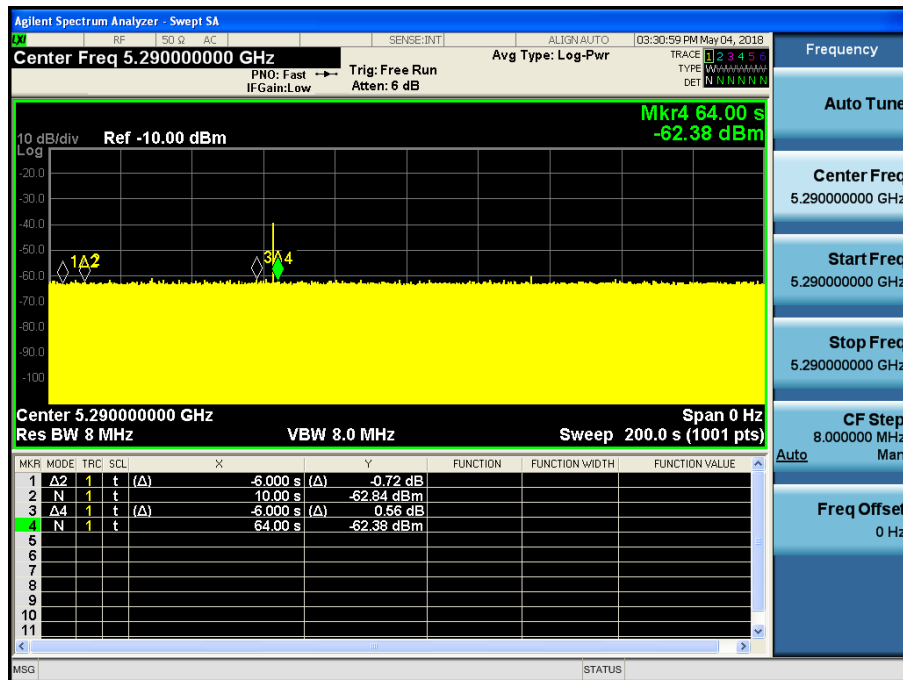 Agilent Spectrum Analyzer - Swept SA
LXI RF 50 Ω AC SENSE:INT ALIGN AUTO 03:30:59 PM May 04, 2018
Center Freq 5.290000000 GHz
PNO: Fast
IFGain:Low
Trig: Free Run
Atten: 6 dB
Avg Type: Log-Pwr
TRACE 1 2 3 4 5 6
TYPE WWWWWW
DET N N N N N N
Mkr4 64.00 s
-62.38 dBm
10 dB/div Ref -10.00 dBm
Log
-20.0
-30.0
-40.0
-50.0
-60.0
-70.0
-80.0
-90.0
-100
1Δ2
3Δ4
Center 5.290000000 GHz Span 0 Hz
Res BW 8 MHz VBW 8.0 MHz Sweep 200.0 s (1001 pts)
MKR MODE TRC SCL X Y FUNCTION FUNCTION WIDTH FUNCTION VALUE
1 Δ2 1 t (Δ) -6.000 s (Δ) -0.72 dB
2 N 1 t 10.00 s -62.84 dBm
3 Δ4 1 t (Δ) -6.000 s (Δ) 0.56 dB
4 N 1 t 64.00 s -62.38 dBm
5
6
7
8
9
10
11
MSG STATUS
Frequency
Auto Tune
Center Freq
5.290000000 GHz
Start Freq
5.290000000 GHz
Stop Freq
5.290000000 GHz
CF Step
8.000000 MHz
Auto Man
Freq Offset
0 Hz